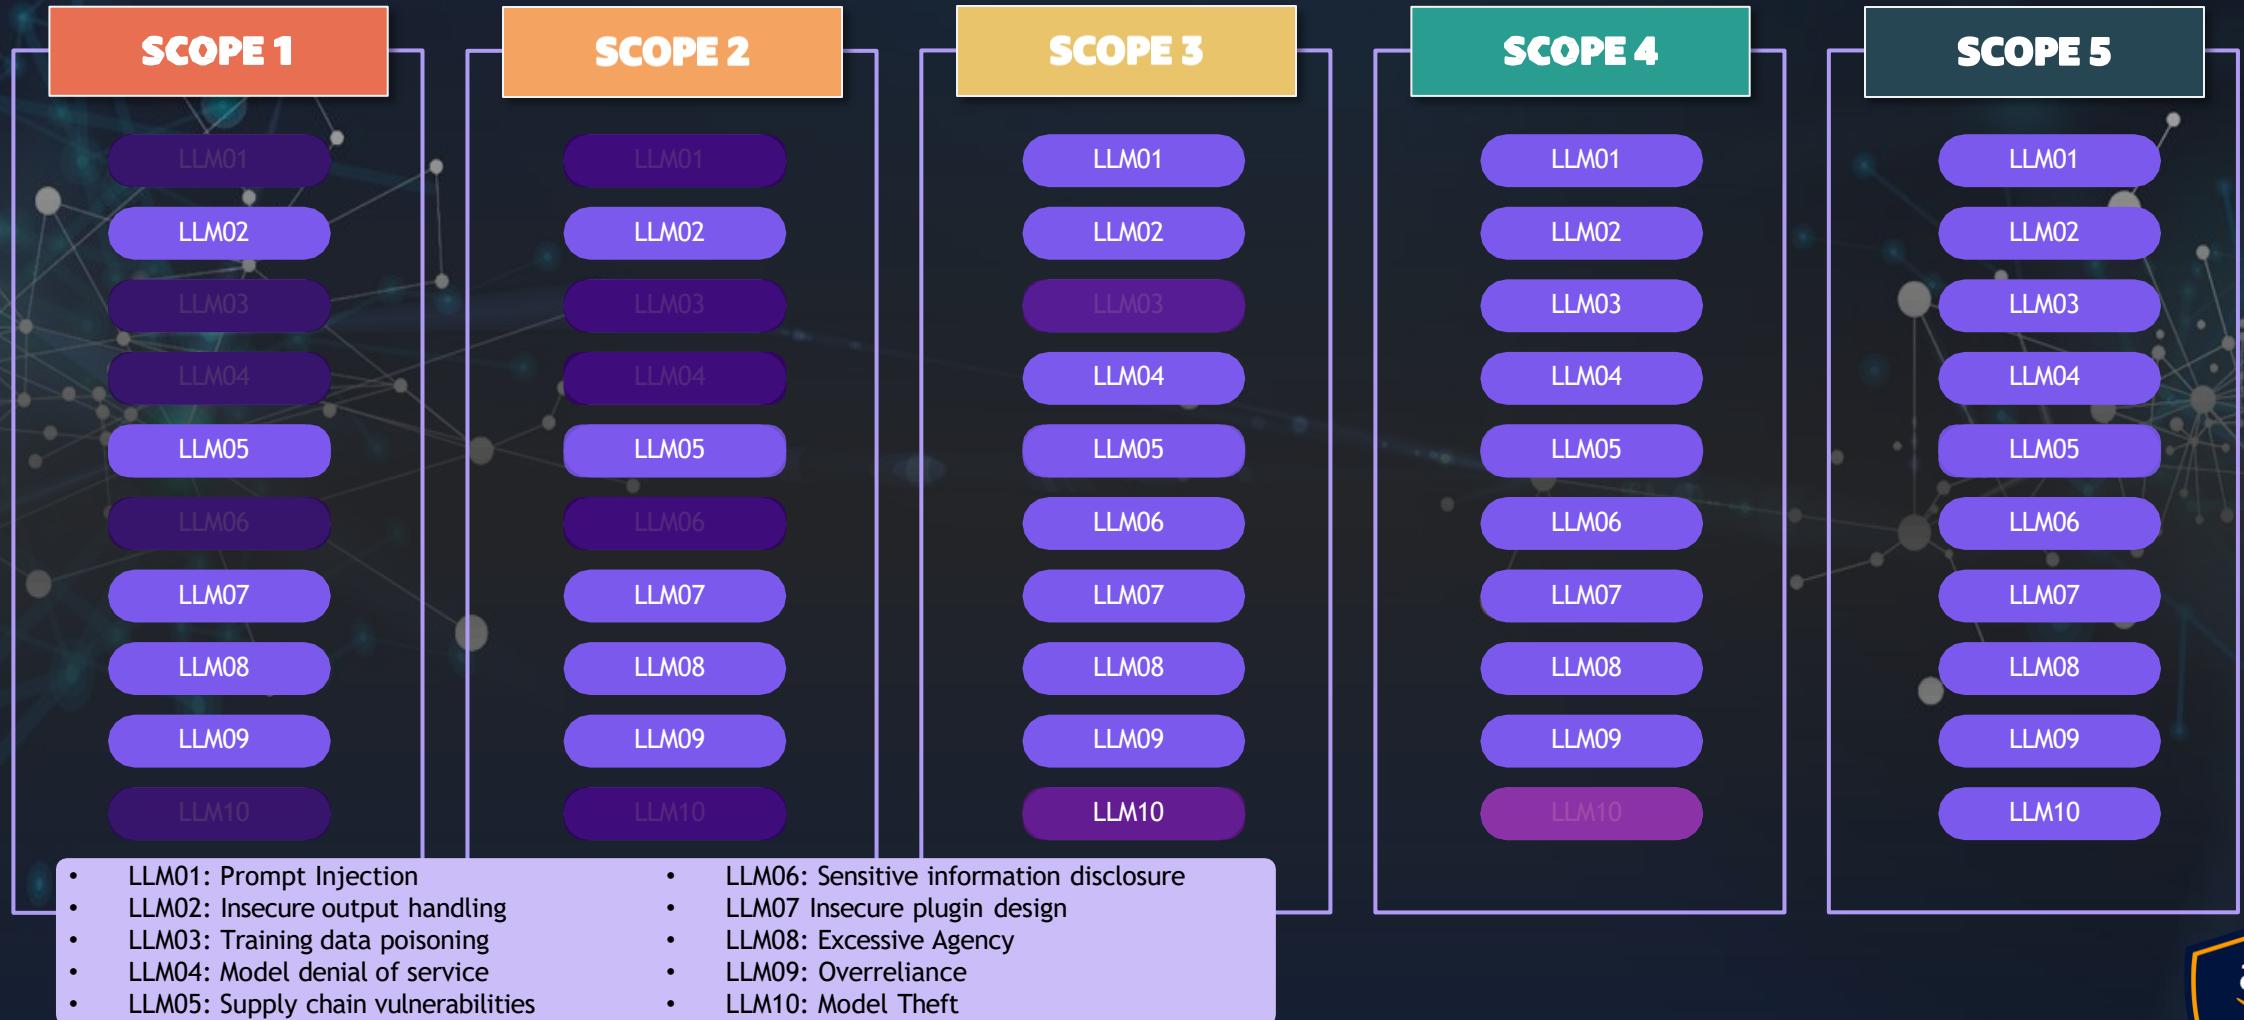 SCOPE 1
LLM01
LLM02
LLM03
LLM04
LLM05
LLM06
LLM07
LLM08
LLM09
LLM10
SCOPE 2
LLM01
LLM02
LLM03
LLM04
LLM05
LLM06
LLM07
LLM08
LLM09
LLM10
SCOPE 3
LLM01
LLM02
LLM03
LLM04
LLM05
LLM06
LLM07
LLM08
LLM09
LLM10
SCOPE 4
LLM01
LLM02
LLM03
LLM04
LLM05
LLM06
LLM07
LLM08
LLM09
LLM10
SCOPE 5
LLM01
LLM02
LLM03
LLM04
LLM05
LLM06
LLM07
LLM08
LLM09
LLM10
• LLM01: Prompt Injection
• LLM02: Insecure output handling
• LLM03: Training data poisoning
• LLM04: Model denial of service
• LLM05: Supply chain vulnerabilities
• LLM06: Sensitive information disclosure
• LLM07 Insecure plugin design
• LLM08: Excessive Agency
• LLM09: Overreliance
• LLM10: Model Theft